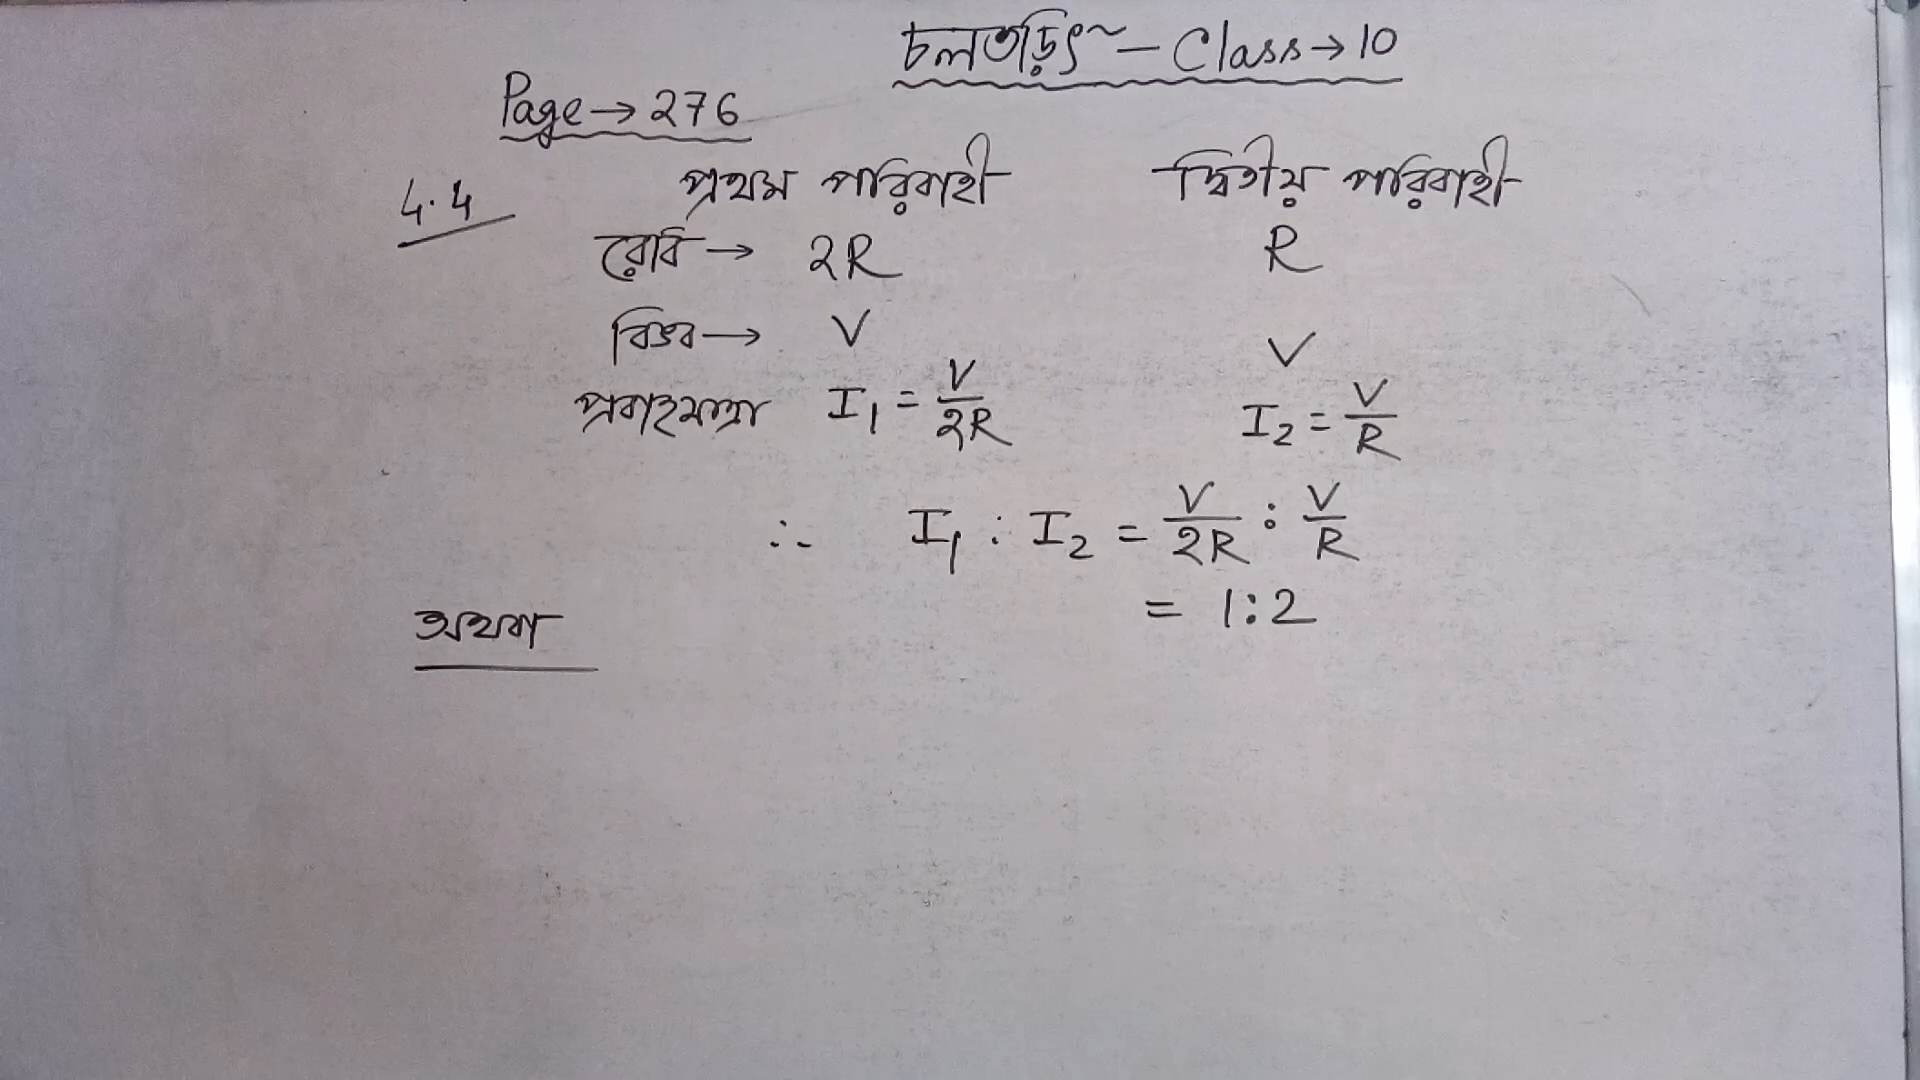 চলতড়িৎ — Class → 10
Page → 276
4.4 প্রথম পরিবাহী দ্বিতীয় পরিবাহী
রোধ → 2R R
বিভব → V V
প্রবাহমাত্রা I₁ = V/2R I₂ = V/R
∴ I₁ : I₂ = V/2R : V/R
= 1:2
অথবা